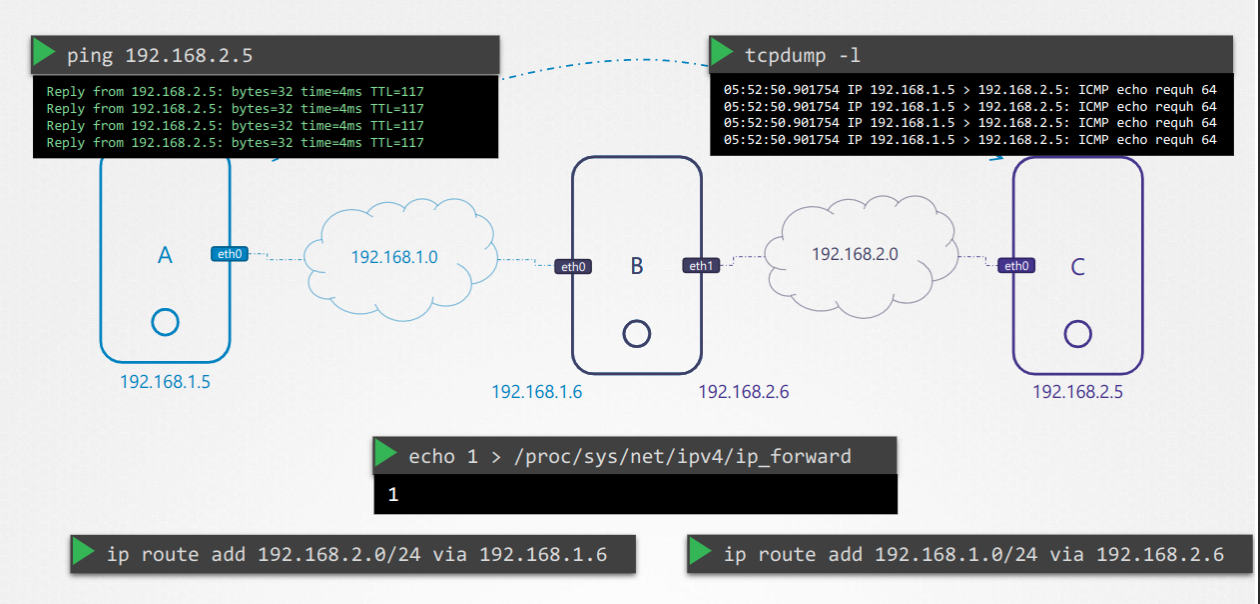 ping 192.168.2.5
Reply from 192.168.2.5: bytes=32 time=4ms TTL=117
Reply from 192.168.2.5: bytes=32 time=4ms TTL=117
Reply from 192.168.2.5: bytes=32 time=4ms TTL=117
Reply from 192.168.2.5: bytes=32 time=4ms TTL=117
tcpdump -l
05:52:50.901754 IP 192.168.1.5 > 192.168.2.5: ICMP echo requh 64
05:52:50.901754 IP 192.168.1.5 > 192.168.2.5: ICMP echo requh 64
05:52:50.901754 IP 192.168.1.5 > 192.168.2.5: ICMP echo requh 64
05:52:50.901754 IP 192.168.1.5 > 192.168.2.5: ICMP echo requh 64
A
eth0
192.168.1.0
eth0
B
eth1
192.168.2.0
eth0
C
192.168.1.5
192.168.1.6
192.168.2.6
192.168.2.5
echo 1 > /proc/sys/net/ipv4/ip_forward
1
ip route add 192.168.2.0/24 via 192.168.1.6
ip route add 192.168.1.0/24 via 192.168.2.6